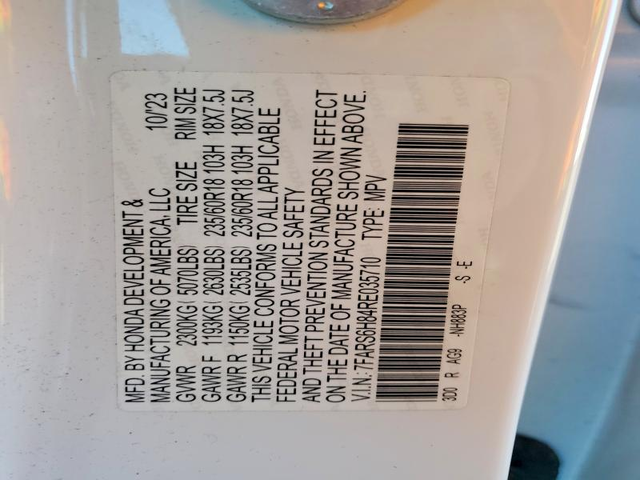 MFD. BY HONDA DEVELOPMENT &
MANUFACTURING OF AMERICA, LLC 10/'23
GVWR 2300KG( 5070LBS) TIRE SIZE RIM SIZE
GAWR F 1193KG( 2630LBS) 235/60R18 103H 18X7.5J
GAWR R 1150KG( 2535LBS) 235/60R18 103H 18X7.5J
THIS VEHICLE CONFORMS TO ALL APPLICABLE
FEDERAL MOTOR VEHICLE SAFETY
AND THEFT PREVENTION STANDARDS IN EFFECT
ON THE DATE OF MANUFACTURE SHOWN ABOVE.
V.I.N.: 7FARS6H84RE035710 TYPE: MPV
3D0 R AG9 -NH883P -S -E